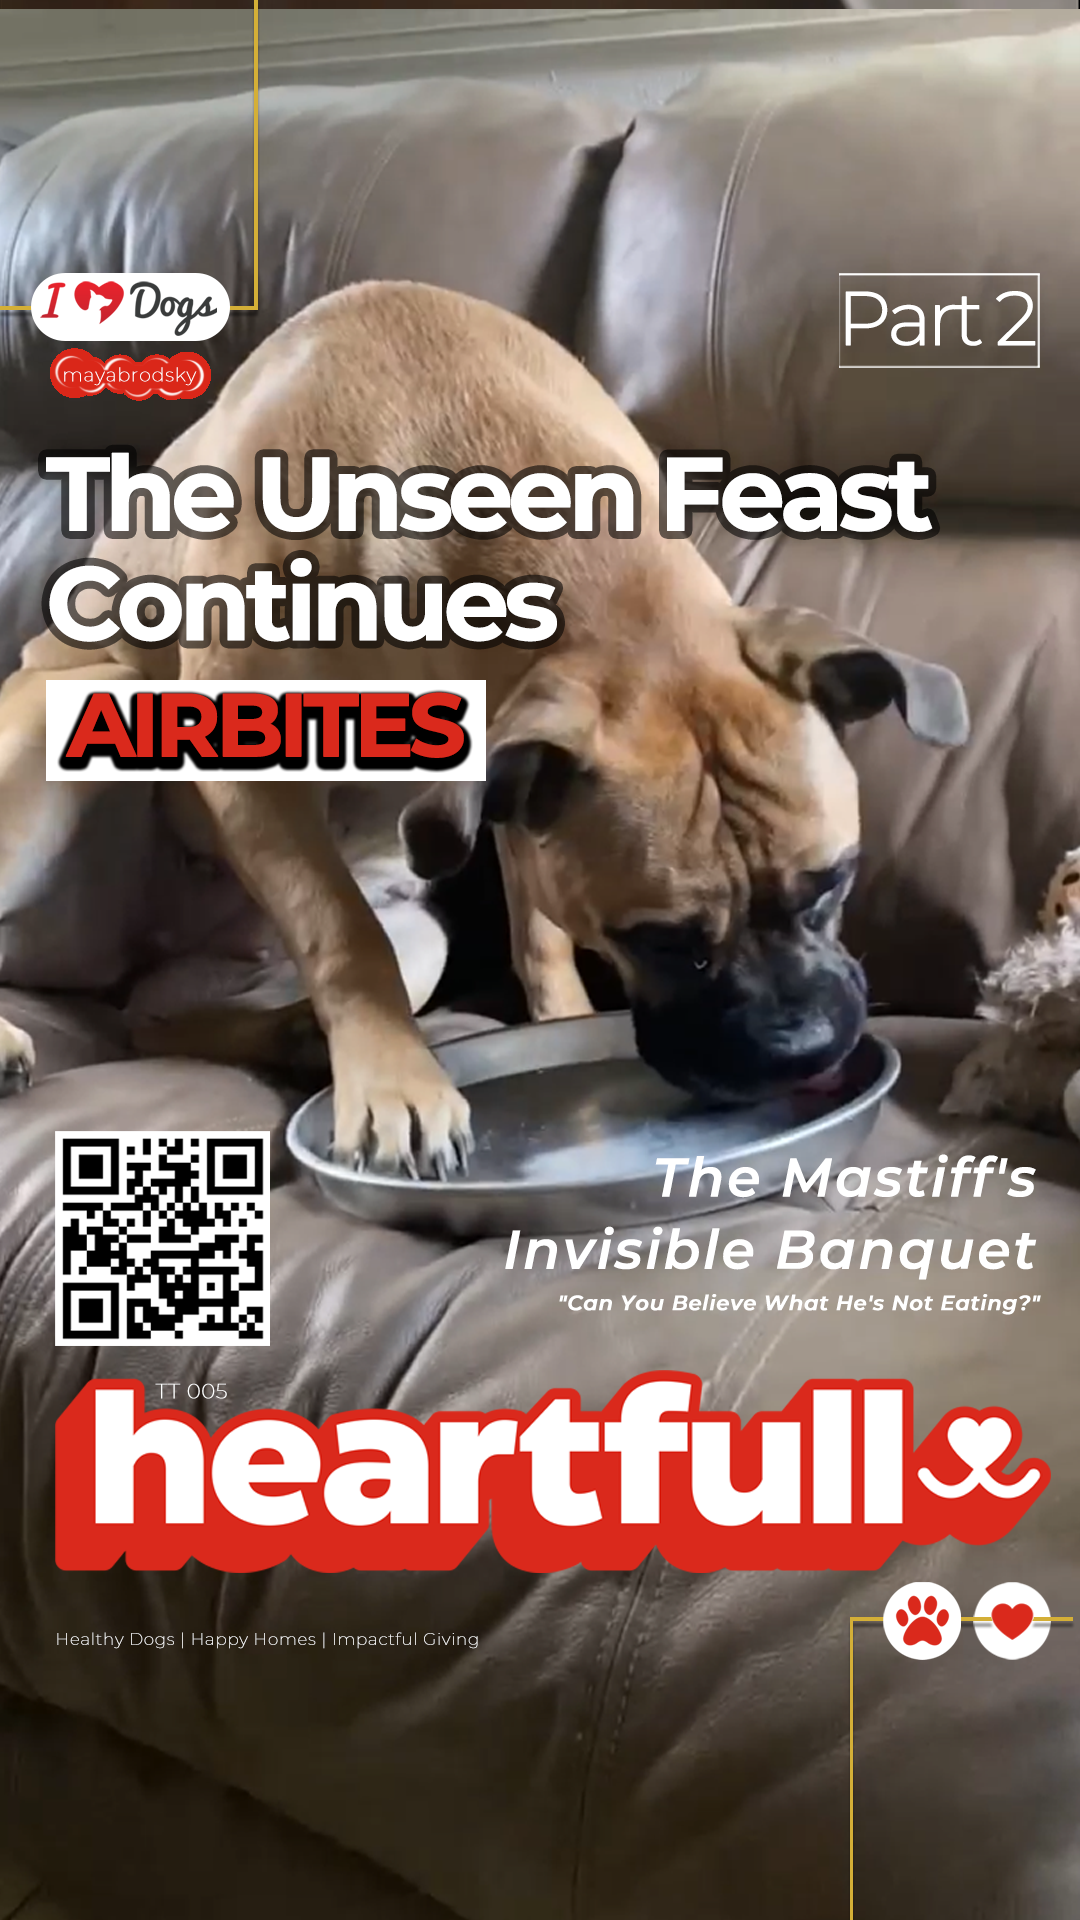 I Dogs
mayabrodsky
Part 2
The Unseen Feast
Continues
AIRBITES
The Mastiff's
Invisible Banquet
"Can You Believe What He's Not Eating?"
TT 005
heartfull
Healthy Dogs | Happy Homes | Impactful Giving